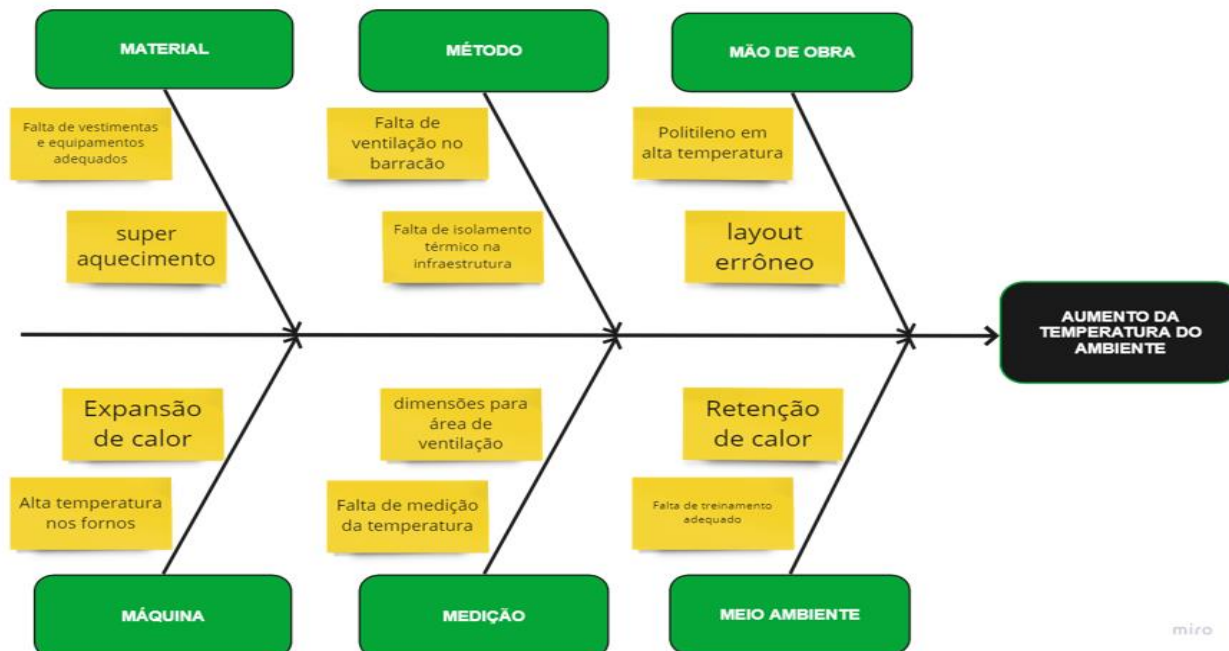 MATERIAL
MÉTODO
MÃO DE OBRA
Falta de vestimentas
e equipamentos
adequados
Falta de
ventilação no
barracão
Politileno em
alta temperatura
super
aquecimento
Falta de isolamento
térmico na
infraestrutura
layout
errôneo
AUMENTO DA
TEMPERATURA DO
AMBIENTE
Expansão
de calor
dimensões para
área de
ventilação
Retenção
de calor
Alta temperatura
nos fornos
Falta de medição
da temperatura
Falta de treinamento
adequado
MÁQUINA
MEDIÇÃO
MEIO AMBIENTE
miro